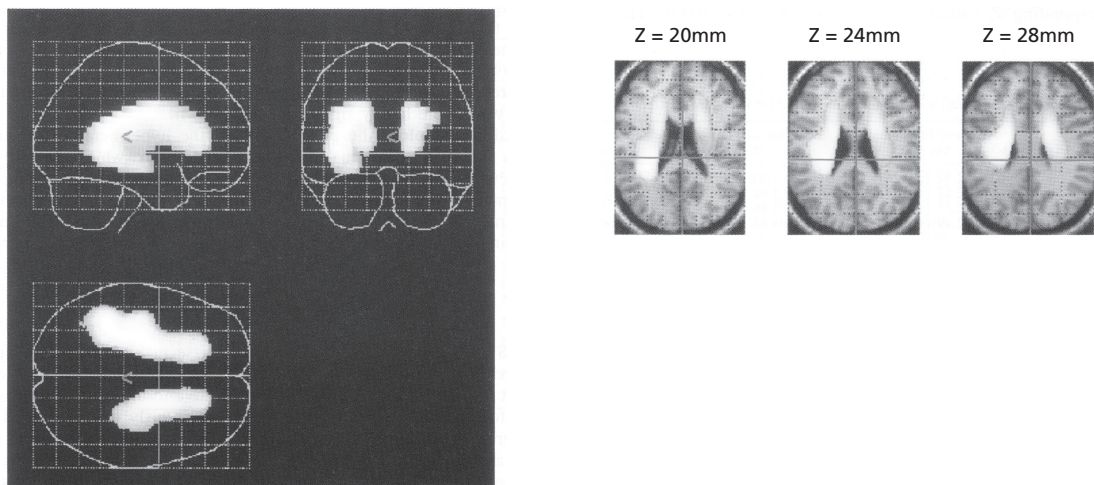 Z = 20mm Z = 24mm Z = 28mm